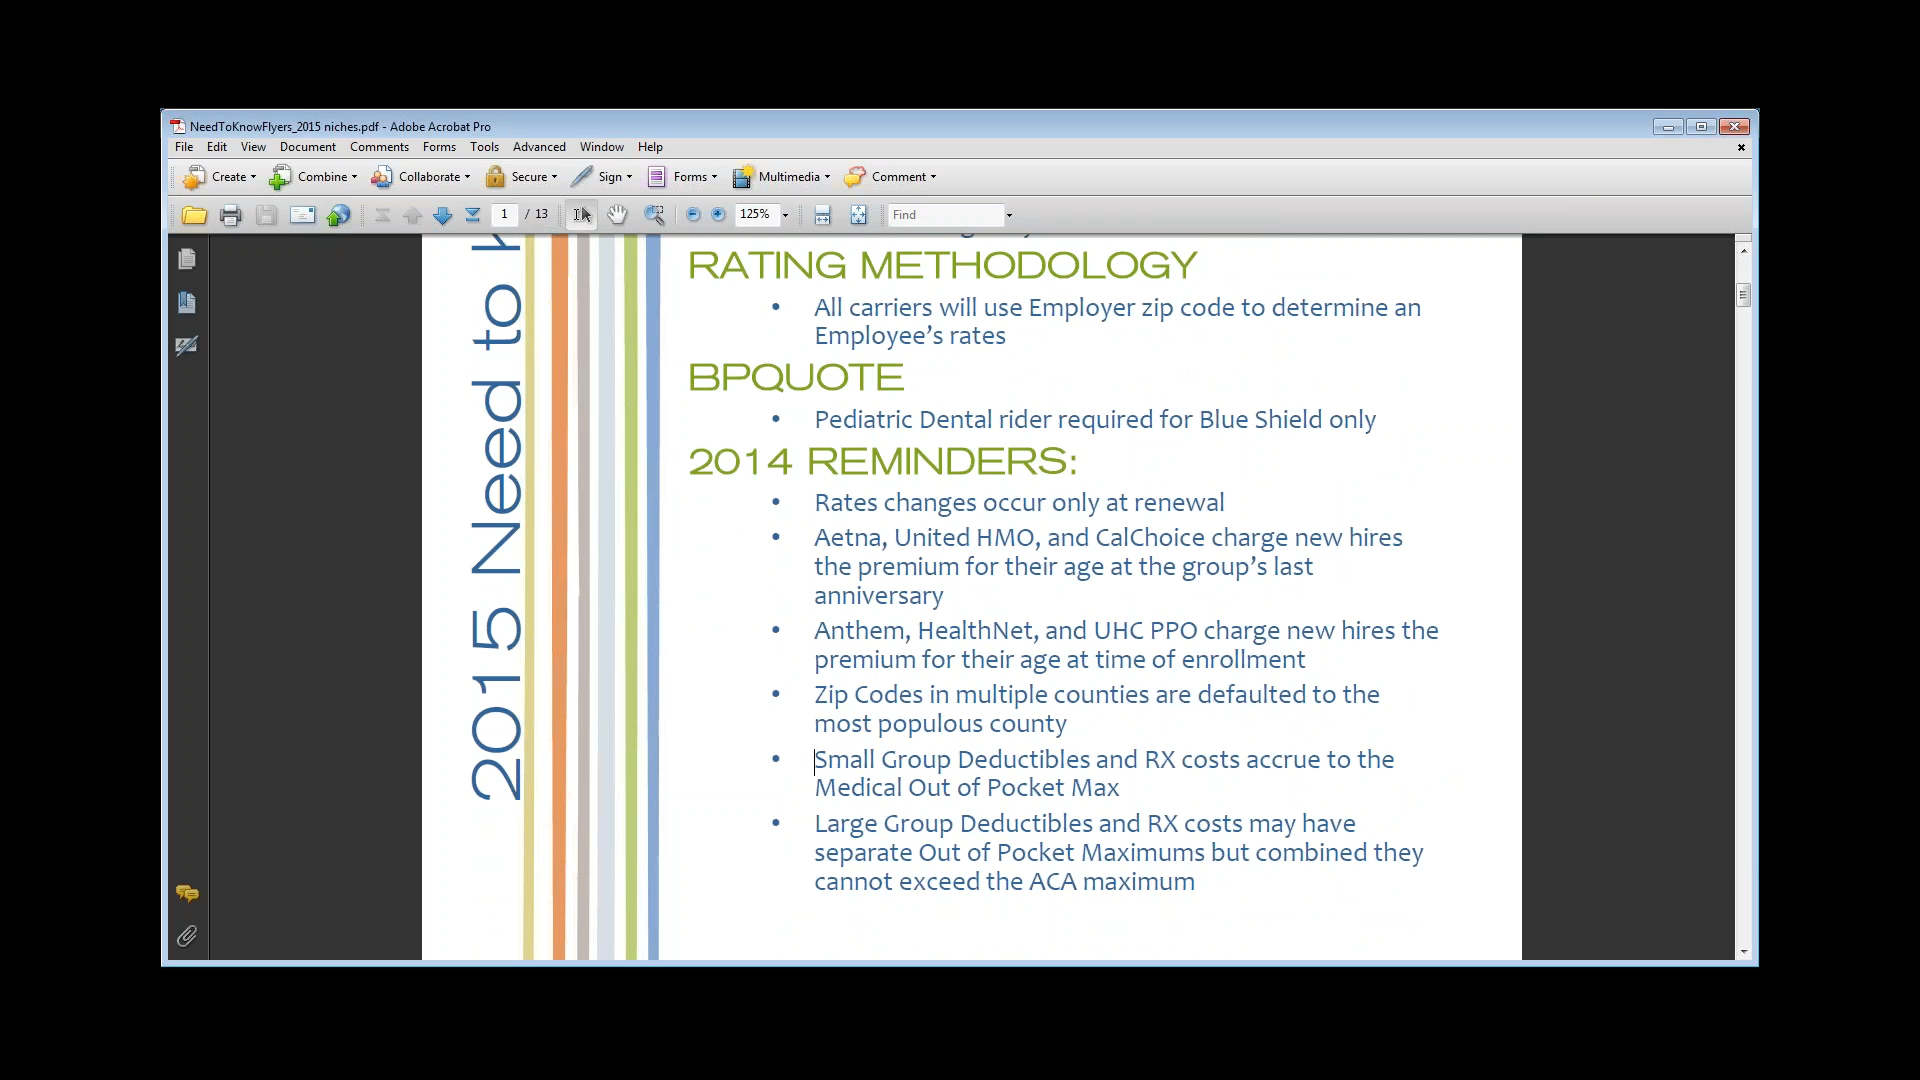 NeedToKnowFlyers_2015 niches.pdf - Adobe Acrobat Pro
File Edit View Document Comments Forms Tools Advanced Window Help
Create Combine Collaborate Secure Sign Forms Multimedia Comment
1 / 13 125% Find
2015 Need to
RATING METHODOLOGY
• All carriers will use Employer zip code to determine an
Employee’s rates
BPQUOTE
• Pediatric Dental rider required for Blue Shield only
2014 REMINDERS:
• Rates changes occur only at renewal
• Aetna, United HMO, and CalChoice charge new hires
the premium for their age at the group’s last
anniversary
• Anthem, HealthNet, and UHC PPO charge new hires the
premium for their age at time of enrollment
• Zip Codes in multiple counties are defaulted to the
most populous county
• Small Group Deductibles and RX costs accrue to the
Medical Out of Pocket Max
• Large Group Deductibles and RX costs may have
separate Out of Pocket Maximums but combined they
cannot exceed the ACA maximum